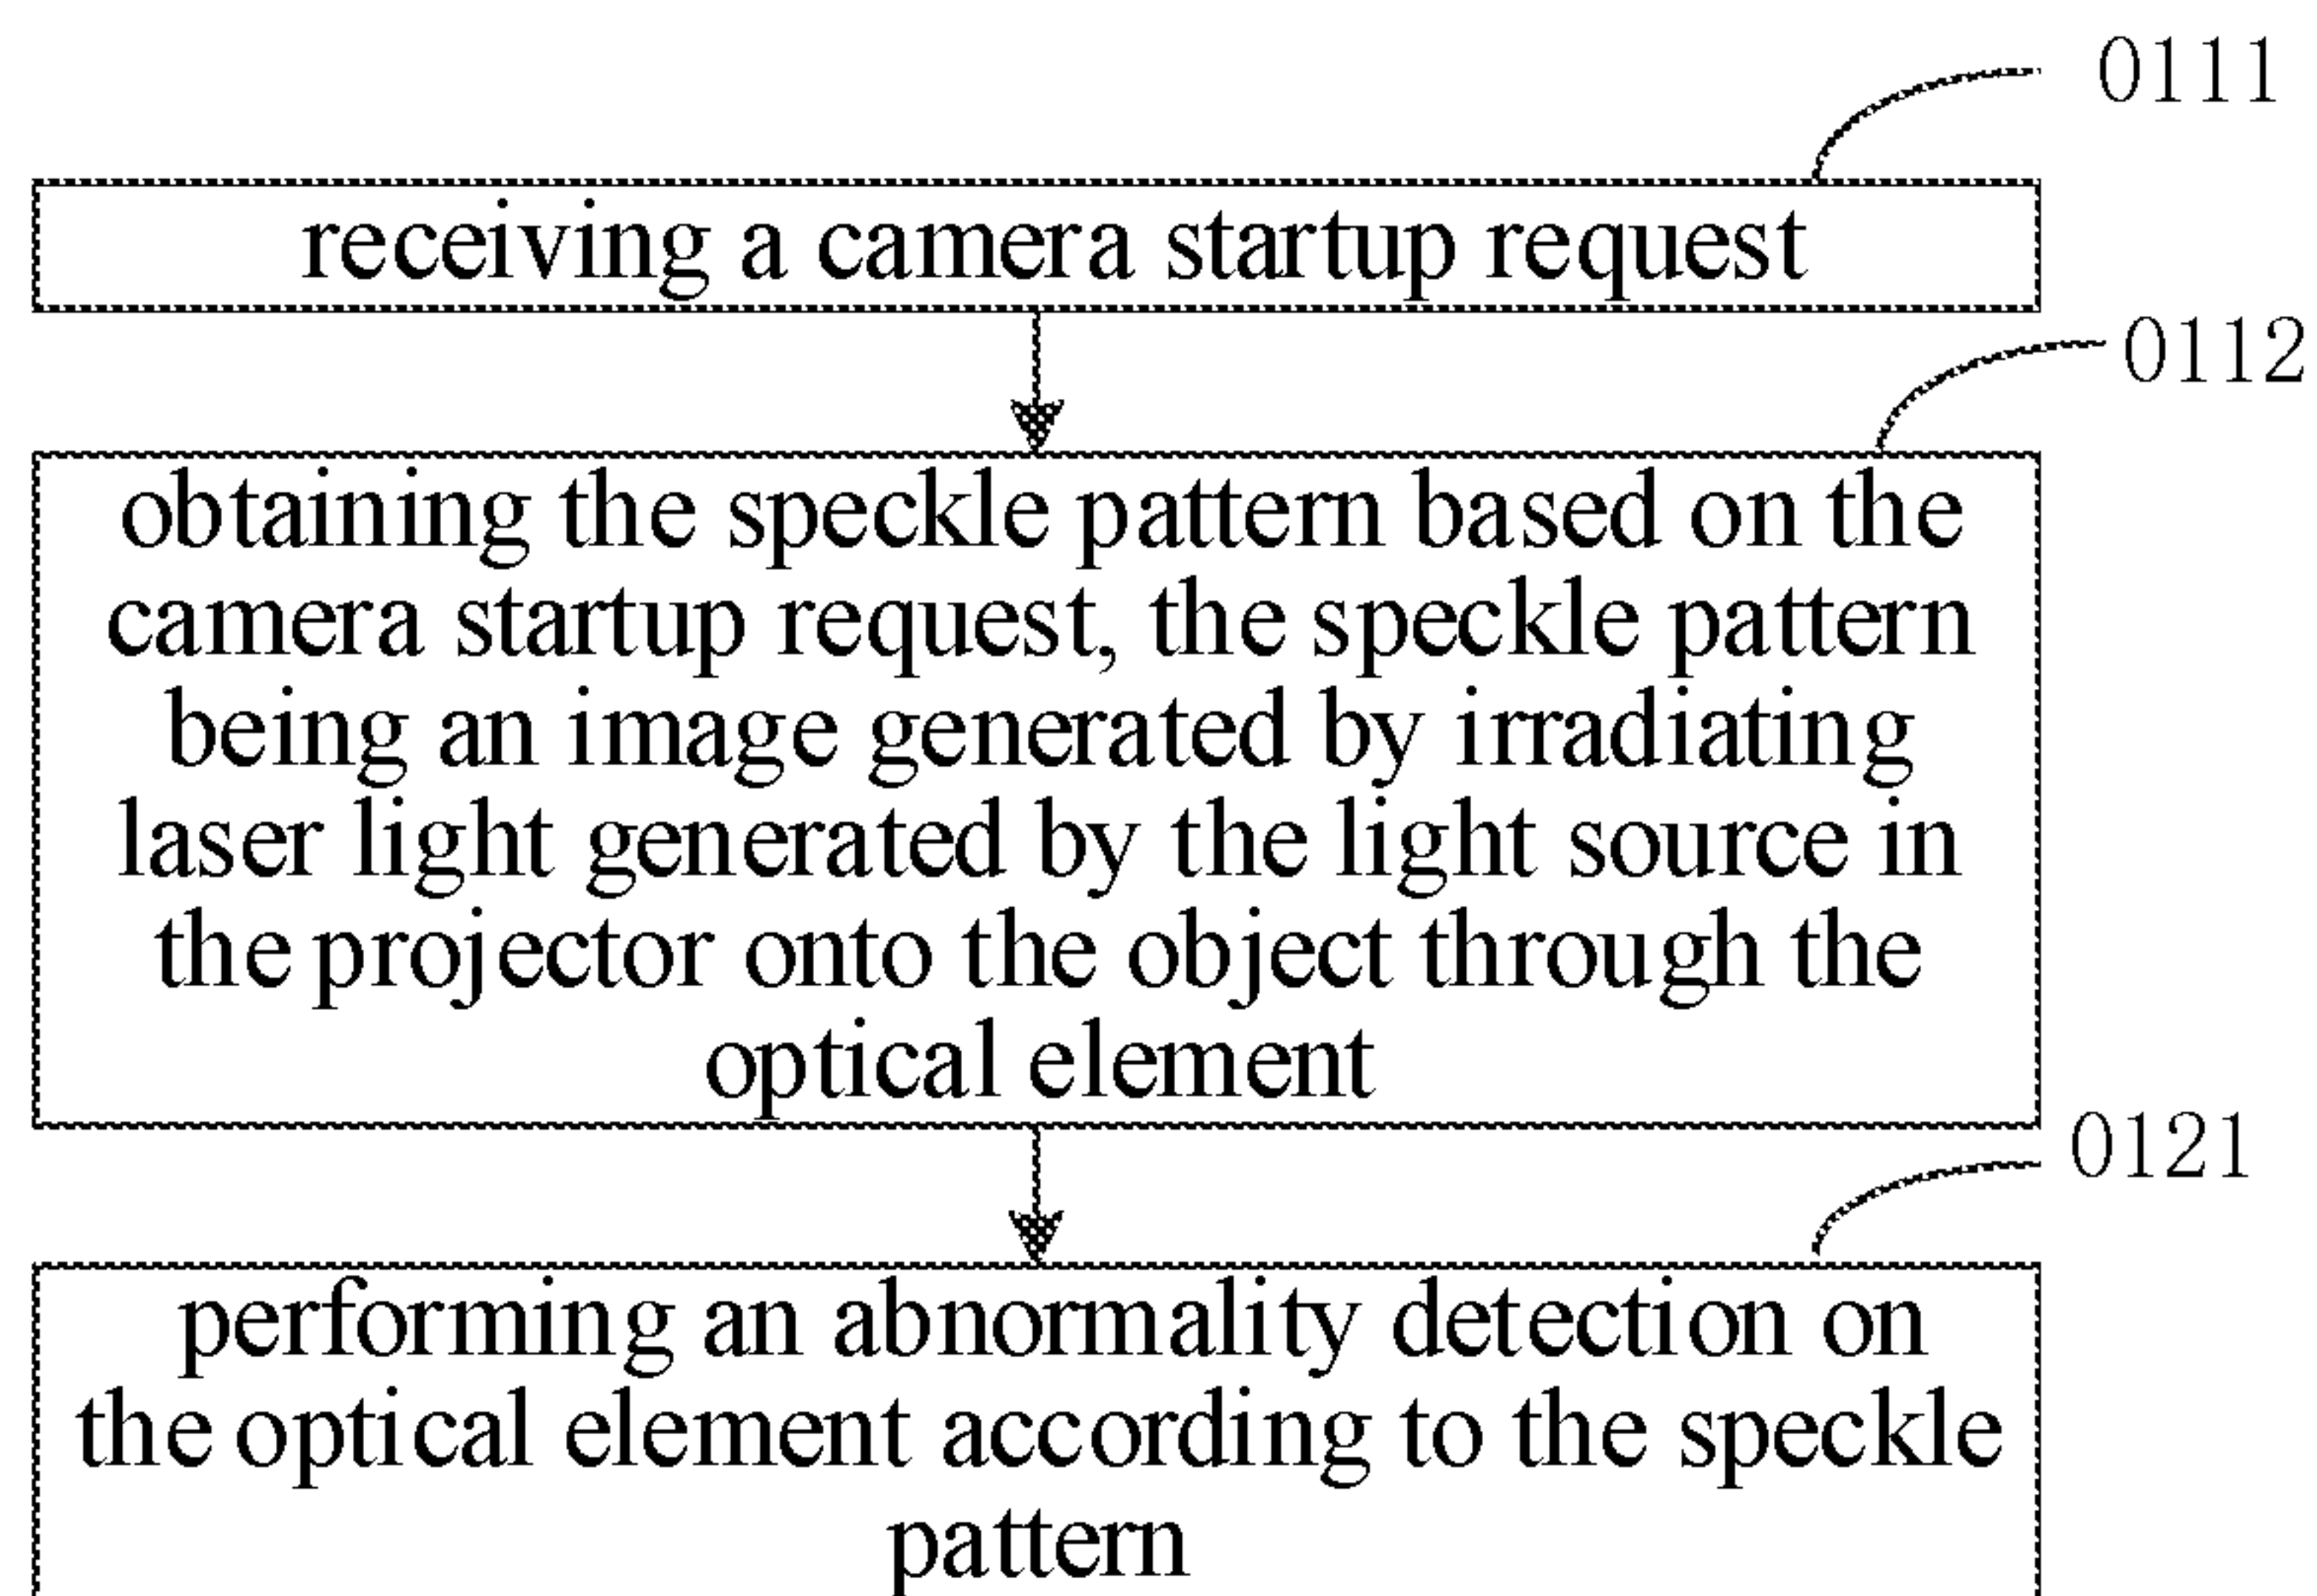 0111
receiving a camera startup request
0112
obtaining the speckle pattern based on the
camera startup request, the speckle pattern
being an image generated by irradiating
laser light generated by the light source in
the projector onto the object through the
optical element
0121
performing an abnormality detection on
the optical element according to the speckle
pattern